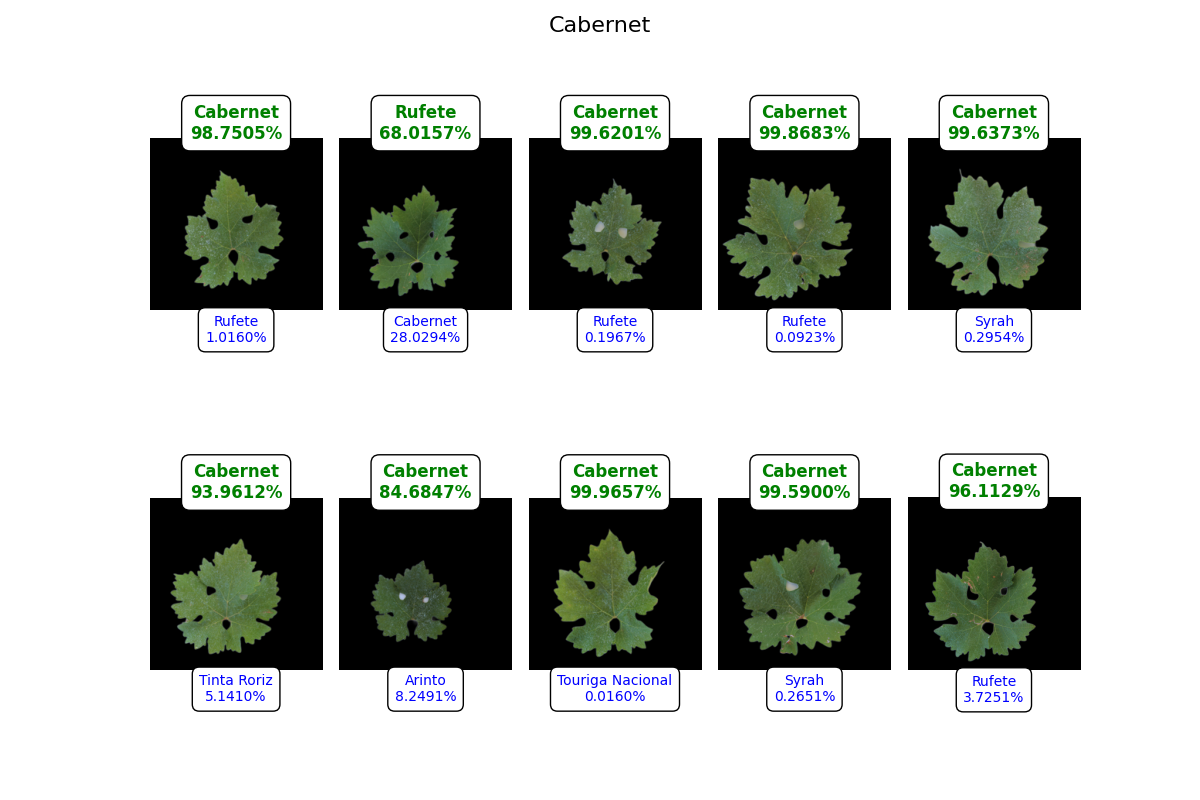 Cabernet
Cabernet
98.7505%
Rufete
68.0157%
Cabernet
99.6201%
Cabernet
99.8683%
Cabernet
99.6373%
Rufete
1.0160%
Cabernet
28.0294%
Rufete
0.1967%
Rufete
0.0923%
Syrah
0.2954%
Cabernet
93.9612%
Cabernet
84.6847%
Cabernet
99.9657%
Cabernet
99.5900%
Cabernet
96.1129%
Tinta Roriz
5.1410%
Arinto
8.2491%
Touriga Nacional
0.0160%
Syrah
0.2651%
Rufete
3.7251%